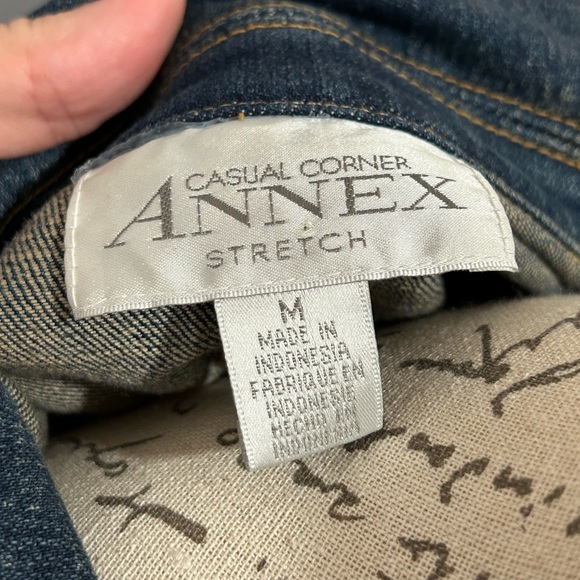 CASUAL CORNER
ANNEX
STRETCH
M
MADE IN
INDONESIA
FABRIQUE EN
INDONESIE
HECHO EN
INDONESIA